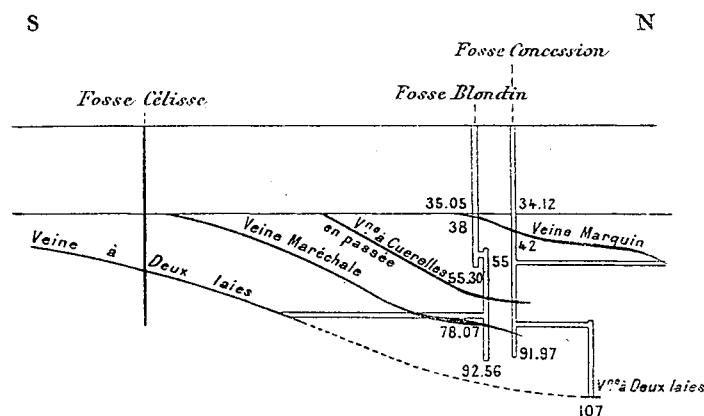 S
N
Fosse Concession
Fosse Célisse
Fosse Blondin
35.05
34.12
38
42
Veine Marquin
Veine à Deux laies
Veine Maréchale
Vne à Cuerelles
en passée
55
55.30
78.07
91.97
92.56
Vne à Deux laies
107